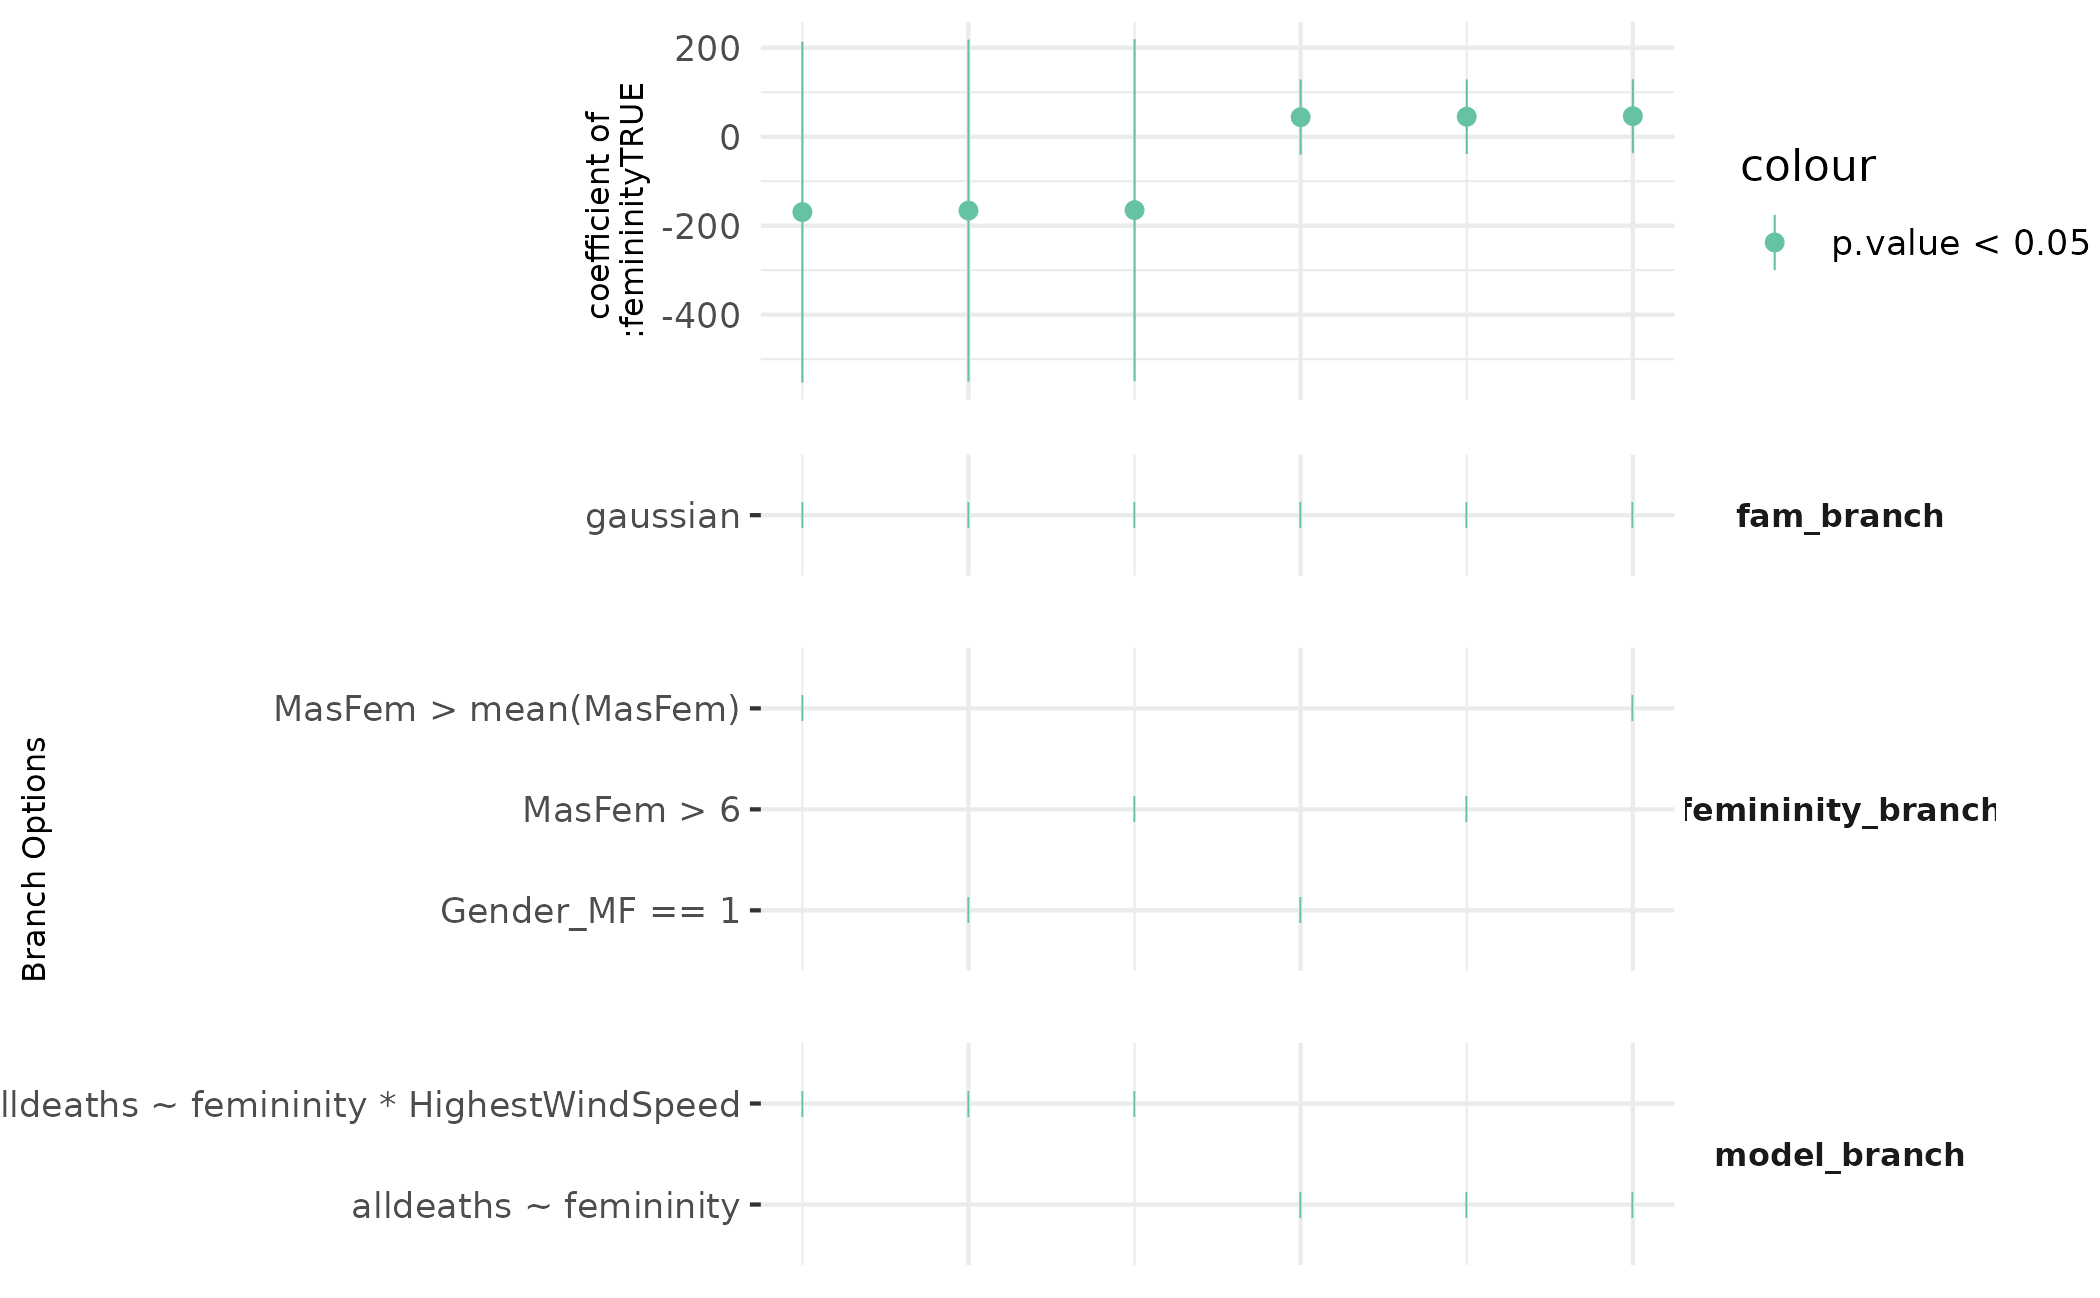 200
0
-200
-400
coefficient of
:femininityTRUE
colour
p.value < 0.05
gaussian
fam_branch
MasFem > mean(MasFem)
MasFem > 6
Gender_MF == 1
femininity_branch
Branch Options
lldeaths ~ femininity * HighestWindSpeed
alldeaths ~ femininity
model_branch